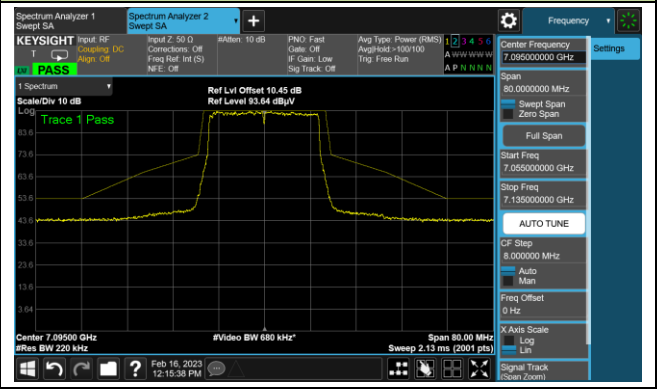 Spectrum Analyzer 1
Swept SA
Spectrum Analyzer 2
Swept SA
Frequency
KEYSIGHT
Input: RF
Coupling: DC
Align: Off
Input Z: 50 Ω
Corrections: Off
Freq Ref: Int (S)
NFE: Off
#Atten: 10 dB
PNO: Fast
Gate: Off
IF Gain: Low
Sig Track: Off
Avg Type: Power (RMS)
Avg|Hold:>100/100
Trig: Free Run
1 2 3 4 5 6
A W W W W W
A P N N N N
T
LW PASS
1 Spectrum
Scale/Div 10 dB
Ref Lvl Offset 10.45 dB
Ref Level 93.64 dBµV
Log
Trace 1 Pass
83.6
73.6
63.6
53.6
43.6
33.6
23.6
13.6
3.64
Center 7.09500 GHz
#Res BW 220 kHz
#Video BW 680 kHz*
Span 80.00 MHz
Sweep 2.13 ms (2001 pts)
Feb 16, 2023
12:15:38 PM
Center Frequency
7.095000000 GHz
Settings
Span
80.0000000 MHz
Swept Span
Zero Span
Full Span
Start Freq
7.055000000 GHz
Stop Freq
7.135000000 GHz
AUTO TUNE
CF Step
8.000000 MHz
Auto
Man
Freq Offset
0 Hz
X Axis Scale
Log
Lin
Signal Track
(Span Zoom)